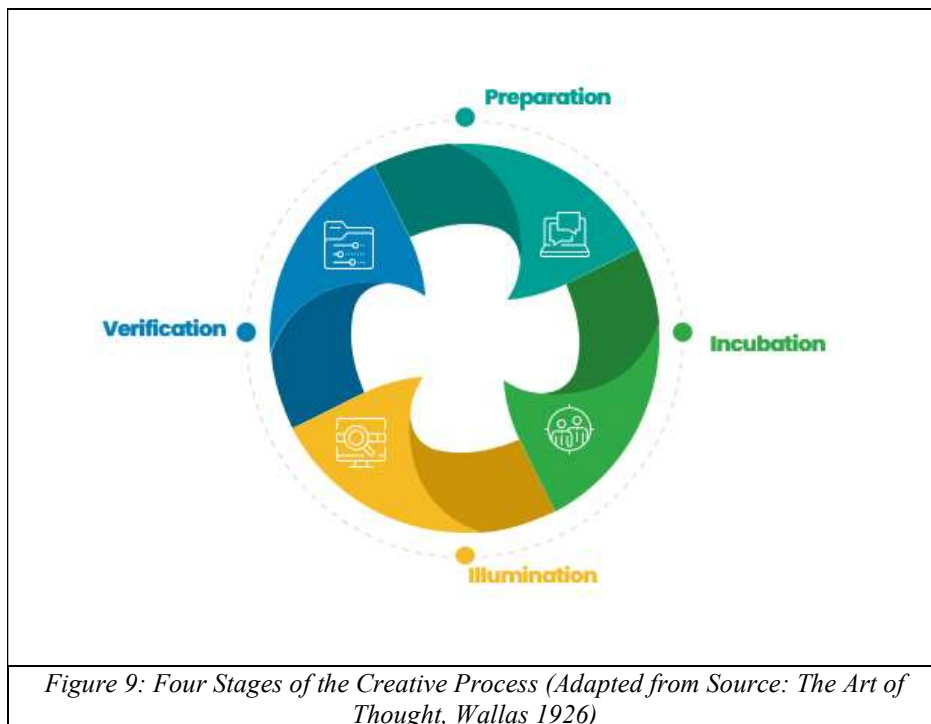 Preparation
Verification
Incubation
Illumination
Figure 9: Four Stages of the Creative Process (Adapted from Source: The Art of
Thought, Wallas 1926)